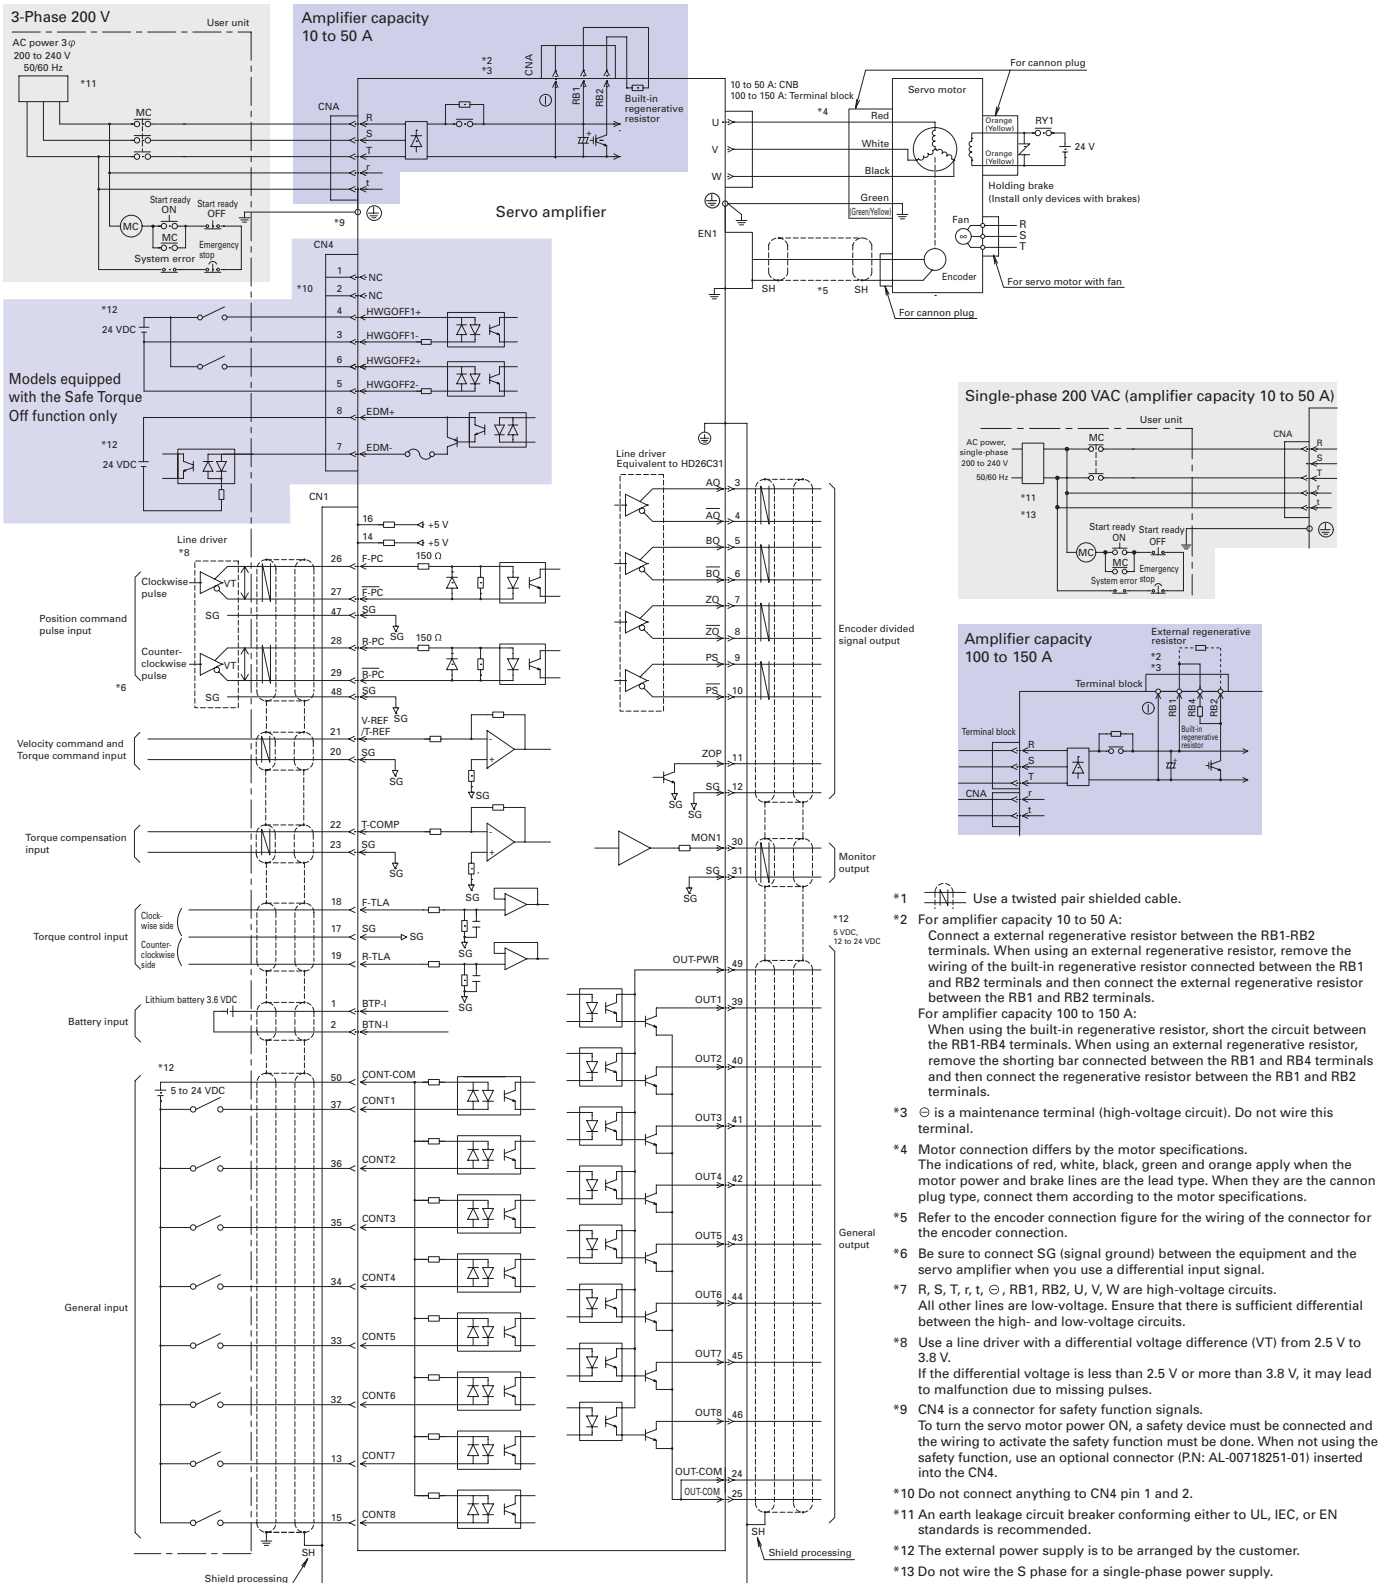 3-Phase 200 V
User unit
AC power 3φ
200 to 240 V
50/60 Hz
*11
MC
Start ready
ON
Start ready
OFF
MC
MC
Emergency
stop
System error
Amplifier capacity
10 to 50 A
*2
*3
CNA
RB1
RB2
Built-in
regenerative
resistor
CNA
R
S
T
r
t
*9
Servo amplifier
10 to 50 A: CNB
100 to 150 A: Terminal block
*4
For cannon plug
Servo motor
U
Red
V
White
W
Black
Green
(Green/Yellow)
Orange
(Yellow)
Orange
(Yellow)
RY1
24 V
Holding brake
(Install only devices with brakes)
Fan
R
S
T
EN1
SH
*5
SH
Encoder
For servo motor with fan
For cannon plug
CN4
*10
1
NC
2
NC
*12
24 VDC
4
HWGOFF1+
3
HWGOFF1-
6
HWGOFF2+
5
HWGOFF2-
Models equipped
with the Safe Torque
Off function only
8
EDM+
*12
24 VDC
7
EDM-
CN1
16
+5 V
14
+5 V
Line driver
*8
Position command
pulse input
Clockwise
pulse
VT
26
F-PC
150 Ω
27
F-PC
SG
47
SG
SG
Counter-
clockwise
pulse
VT
28
R-PC
150 Ω
29
R-PC
*6
SG
48
SG
SG
Velocity command and
Torque command input
21
V-REF
/T-REF
20
SG
SG
SG
Torque compensation
input
22
T-COMP
23
SG
SG
SG
Torque control input
Clock-
wise side
18
F-TLA
17
SG
SG
SG
Counter-
clockwise
side
19
R-TLA
SG
Battery input
Lithium battery 3.6 VDC
1
BTP-I
2
BTN-I
General input
*12
5 to 24 VDC
50
CONT-COM
37
CONT1
36
CONT2
35
CONT3
34
CONT4
33
CONT5
32
CONT6
13
CONT7
15
CONT8
SH
Shield processing
Line driver
Equivalent to HD26C31
AQ
3
AQ
4
BQ
5
BQ
6
ZQ
7
ZQ
8
PS
9
PS
10
Encoder divided
signal output
ZOP
11
SG
12
SG
SG
MON1
30
SG
31
SG
Monitor
output
*12
5 VDC,
12 to 24 VDC
OUT-PWR
49
OUT1
39
OUT2
40
OUT3
41
OUT4
42
OUT5
43
OUT6
44
OUT7
45
OUT8
46
OUT-COM
24
OUT-COM
25
General
output
SH
Shield processing
Single-phase 200 VAC (amplifier capacity 10 to 50 A)
User unit
AC power,
single-phase
200 to 240 V
50/60 Hz
MC
CNA
R
S
T
r
t
*11
*13
Start ready
ON
Start ready
OFF
MC
MC
Emergency
stop
System error
Amplifier capacity
100 to 150 A
External regenerative
resistor
*2
*3
Terminal block
RB1
RB4
RB2
Built-in
regenerative
resistor
Terminal block
R
S
T
CNA
r
t
*1 Use a twisted pair shielded cable.
*2 For amplifier capacity 10 to 50 A:
Connect a external regenerative resistor between the RB1-RB2
terminals. When using an external regenerative resistor, remove the
wiring of the built-in regenerative resistor connected between the RB1
and RB2 terminals and then connect the external regenerative resistor
between the RB1 and RB2 terminals.
For amplifier capacity 100 to 150 A:
When using the built-in regenerative resistor, short the circuit between
the RB1-RB4 terminals. When using an external regenerative resistor,
remove the shorting bar connected between the RB1 and RB4 terminals
and then connect the regenerative resistor between the RB1 and RB2
terminals.
*3 ⊖ is a maintenance terminal (high-voltage circuit). Do not wire this
terminal.
*4 Motor connection differs by the motor specifications.
The indications of red, white, black, green and orange apply when the
motor power and brake lines are the lead type. When they are the cannon
plug type, connect them according to the motor specifications.
*5 Refer to the encoder connection figure for the wiring of the connector for
the encoder connection.
*6 Be sure to connect SG (signal ground) between the equipment and the
servo amplifier when you use a differential input signal.
*7 R, S, T, r, t, ⊖, RB1, RB2, U, V, W are high-voltage circuits.
All other lines are low-voltage. Ensure that there is sufficient differential
between the high- and low-voltage circuits.
*8 Use a line driver with a differential voltage difference (VT) from 2.5 V to
3.8 V.
If the differential voltage is less than 2.5 V or more than 3.8 V, it may lead
to malfunction due to missing pulses.
*9 CN4 is a connector for safety function signals.
To turn the servo motor power ON, a safety device must be connected and
the wiring to activate the safety function must be done. When not using the
safety function, use an optional connector (P.N: AL-00718251-01) inserted
into the CN4.
*10 Do not connect anything to CN4 pin 1 and 2.
*11 An earth leakage circuit breaker conforming either to UL, IEC, or EN
standards is recommended.
*12 The external power supply is to be arranged by the customer.
*13 Do not wire the S phase for a single-phase power supply.